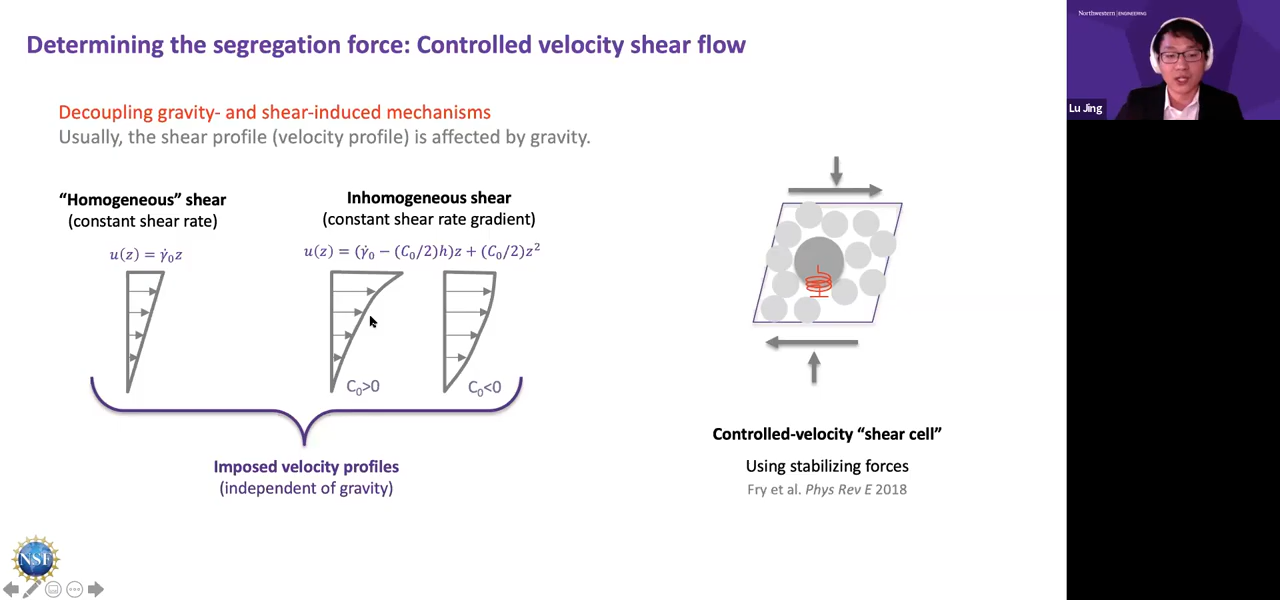 Determining the segregation force: Controlled velocity shear flow
Northwestern | ENGINEERING
Lu Jing
Decoupling gravity- and shear-induced mechanisms
Usually, the shear profile (velocity profile) is affected by gravity.
“Homogeneous” shear
(constant shear rate)
u(z) = γ̇₀z
Inhomogeneous shear
(constant shear rate gradient)
u(z) = (γ̇₀ − (C₀/2)h)z + (C₀/2)z²
C₀>0
C₀<0
Imposed velocity profiles
(independent of gravity)
Controlled-velocity “shear cell”
Using stabilizing forces
Fry et al. Phys Rev E 2018
NSF